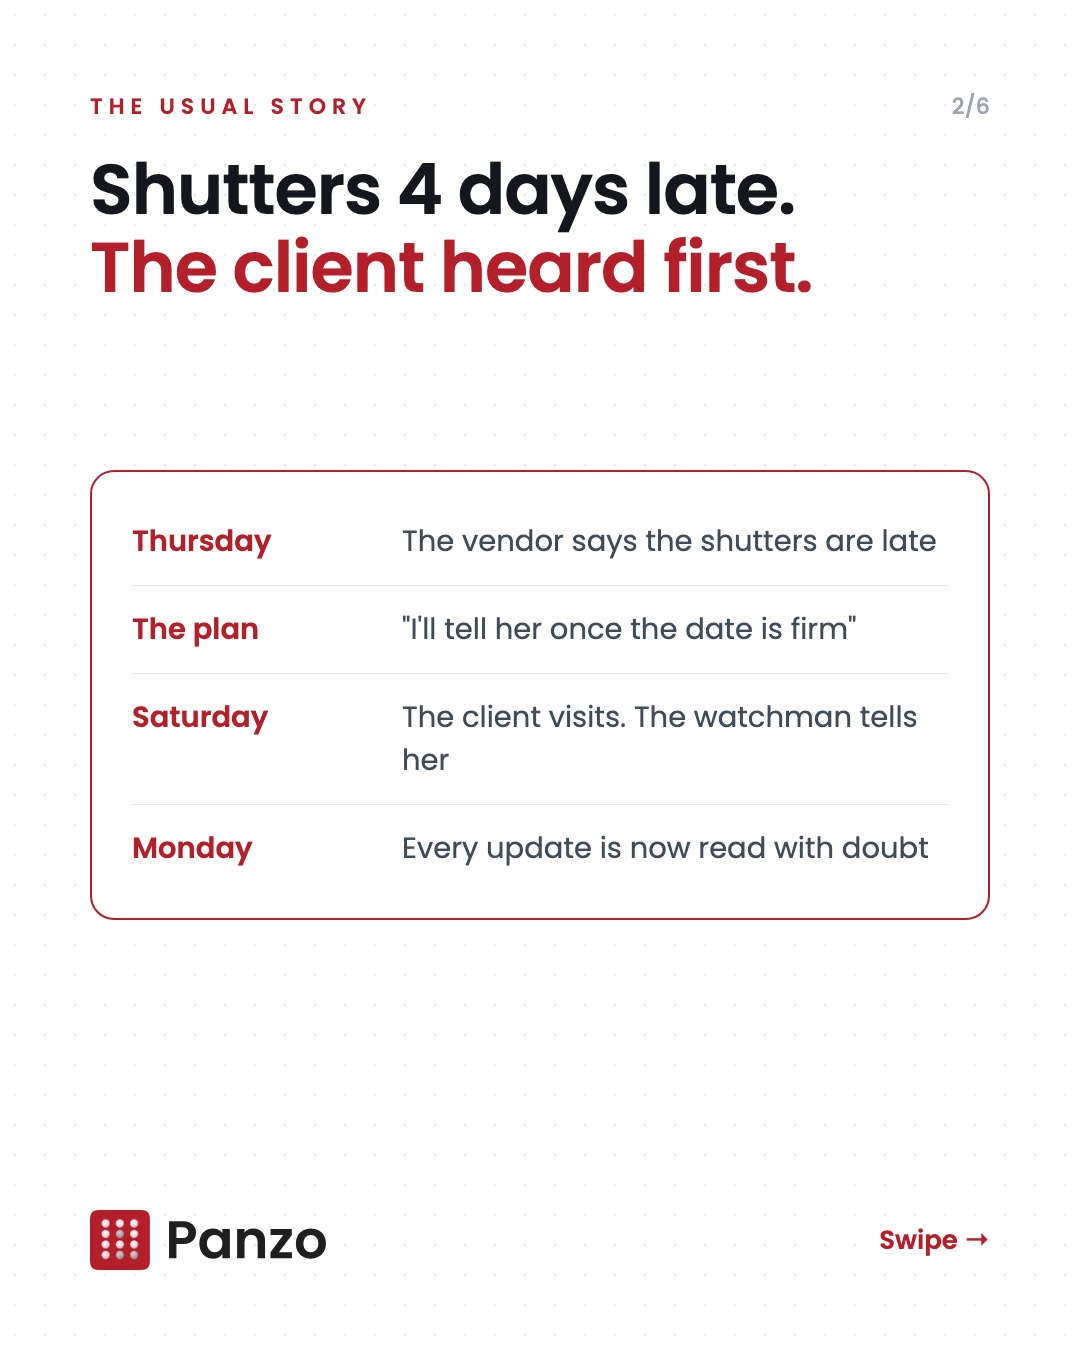 THE USUAL STORY
2/6
Shutters 4 days late.
The client heard first.
Thursday The vendor says the shutters are late
The plan "I'll tell her once the date is firm"
Saturday The client visits. The watchman tells
her
Monday Every update is now read with doubt
Panzo
Swipe →